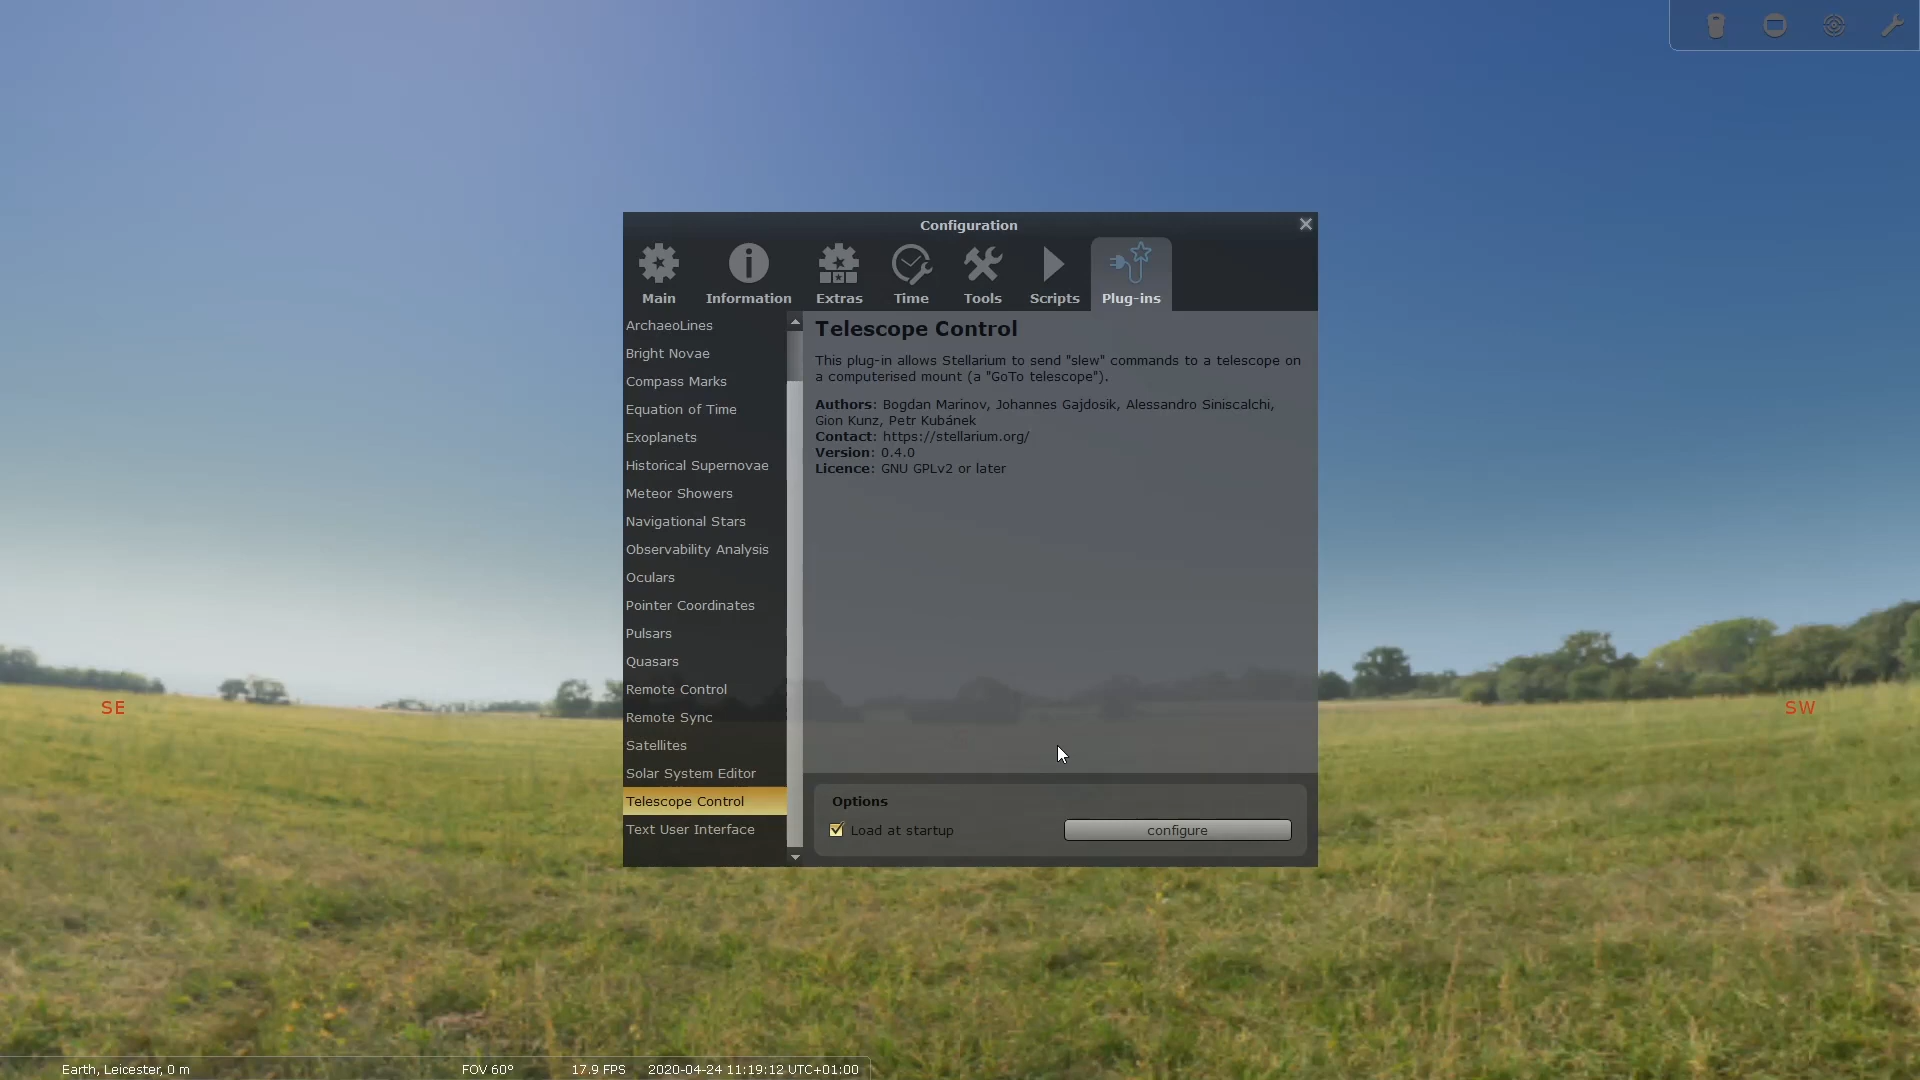 Configuration
Main
Information
Extras
Time
Tools
Scripts
Plug-ins
ArchaeoLines
Bright Novae
Compass Marks
Equation of Time
Exoplanets
Historical Supernovae
Meteor Showers
Navigational Stars
Observability Analysis
Oculars
Pointer Coordinates
Pulsars
Quasars
Remote Control
Remote Sync
Satellites
Solar System Editor
Telescope Control
Text User Interface
Telescope Control
This plug-in allows Stellarium to send "slew" commands to a telescope on
a computerised mount (a "GoTo telescope").
Authors: Bogdan Marinov, Johannes Gajdosik, Alessandro Siniscalchi,
Gion Kunz, Petr Kubánek
Contact: https://stellarium.org/
Version: 0.4.0
Licence: GNU GPLv2 or later
Options
Load at startup
configure
SE
SW
Earth, Leicester, 0 m
FOV 60°
17.9 FPS
2020-04-24 11:19:12 UTC+01:00